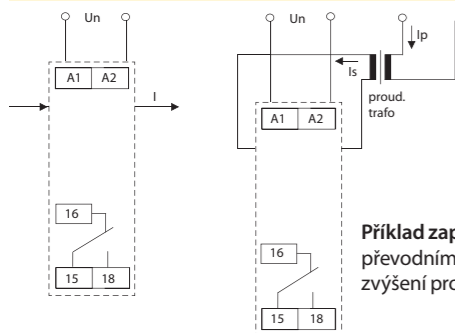 Un
A1 A2
I
16
15 18
Un
Ip
Is
proud.
trafo
A1 A2
16
15 18
Příklad zap
převodním
zvýšení pro